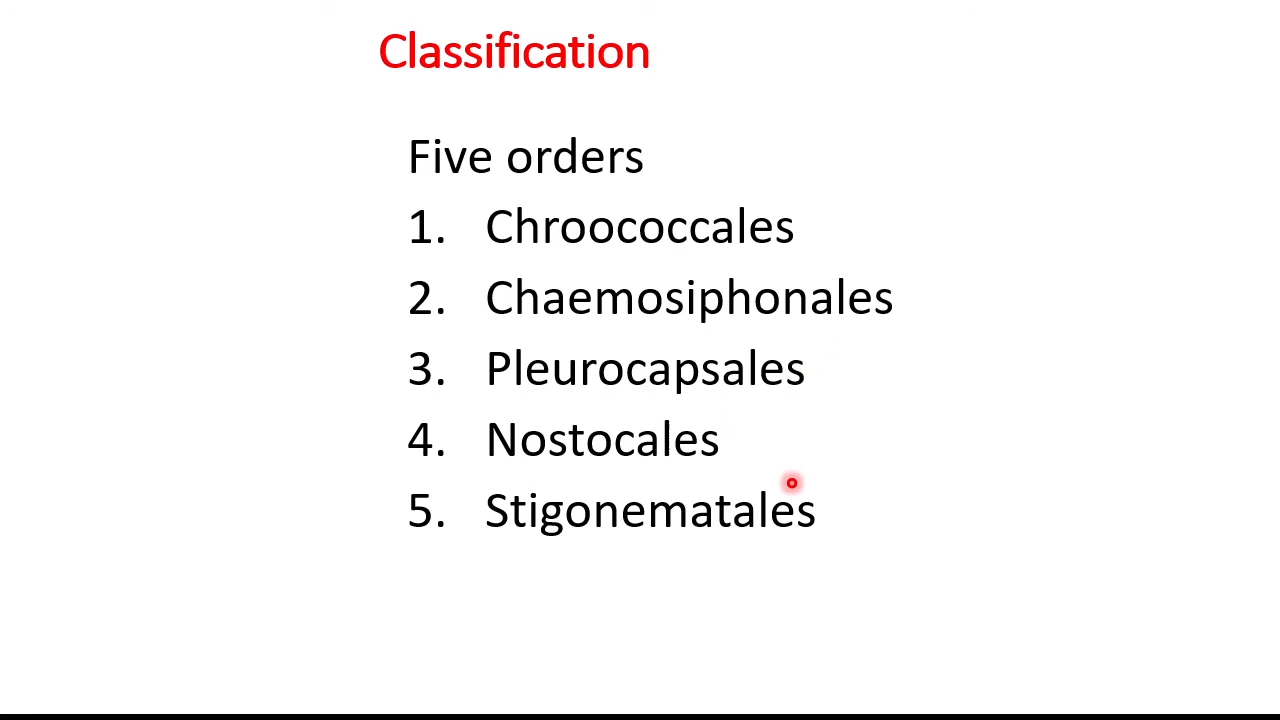 Classification
Five orders
1. Chroococcales
2. Chaemosiphonales
3. Pleurocapsales
4. Nostocales
5. Stigonematales